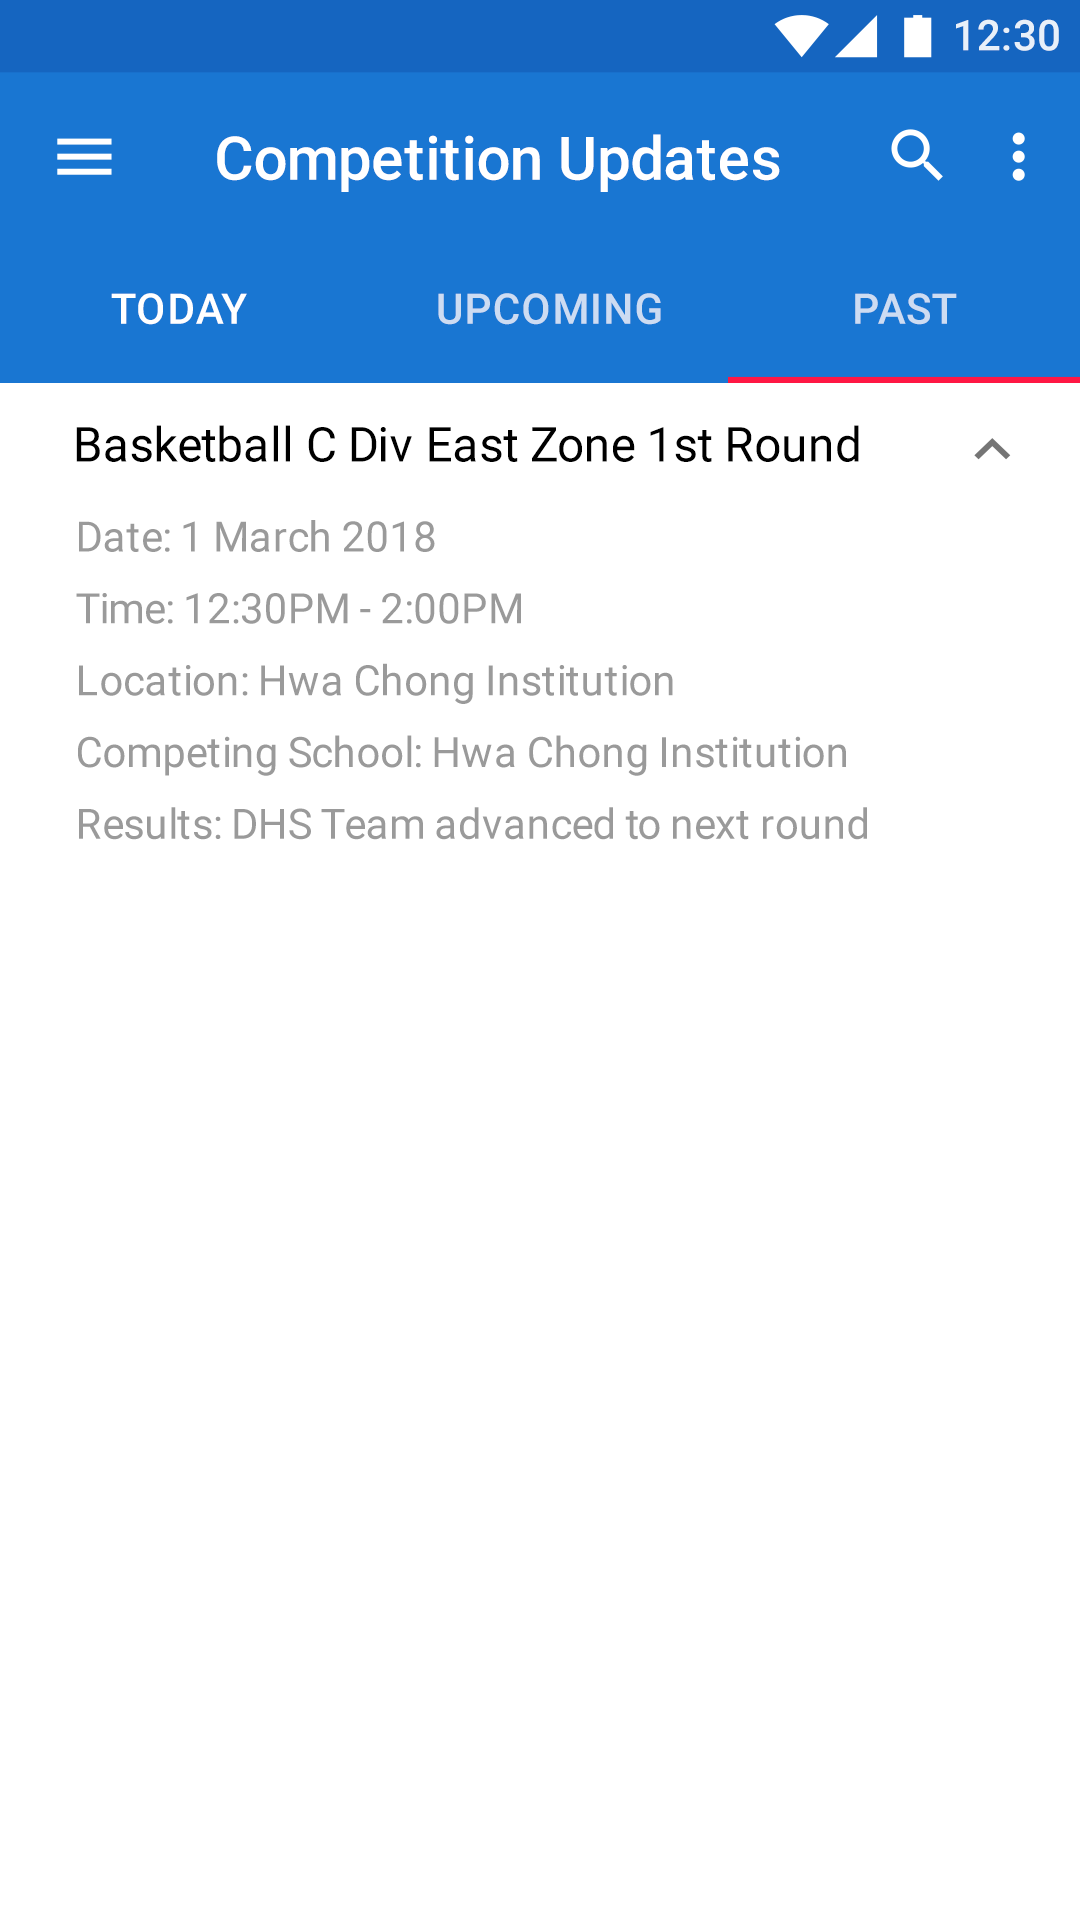 12:30
Competition Updates
TODAY UPCOMING PAST
Basketball C Div East Zone 1st Round
Date: 1 March 2018
Time: 12:30PM - 2:00PM
Location: Hwa Chong Institution
Competing School: Hwa Chong Institution
Results: DHS Team advanced to next round